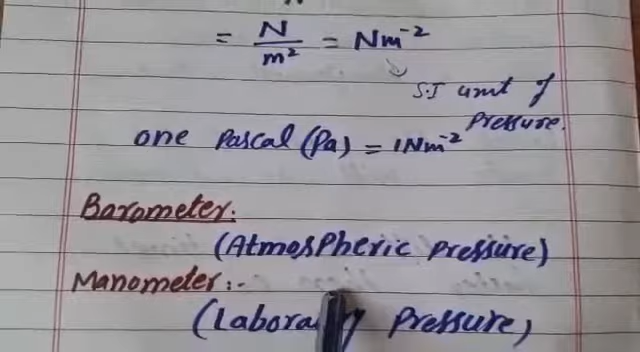 = N/m² = Nm⁻²
S.I unit of
Pressure.
one Pascal (Pa) = 1Nm⁻²
Barometer:
(Atmospheric pressure)
Manometer:-
(Pressure)